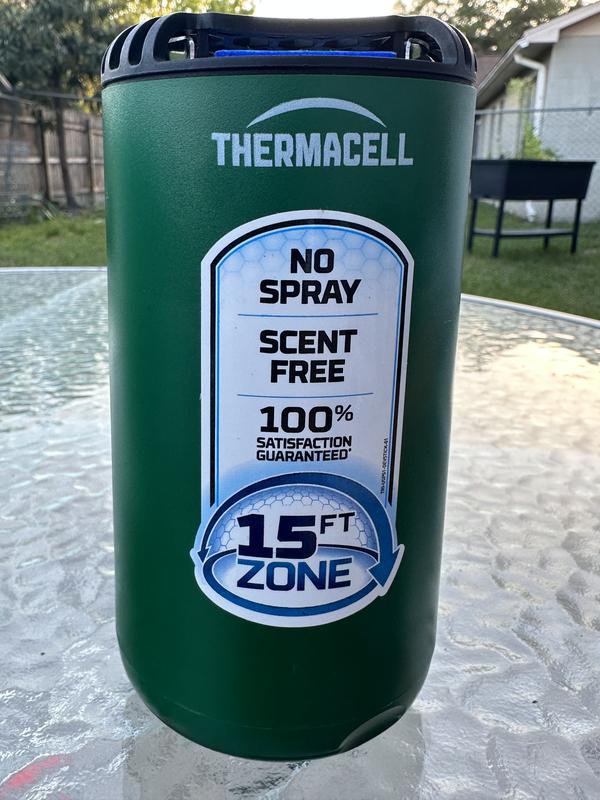 THERMACELL
NO
SPRAY
SCENT
FREE
100%
SATISFACTION
GUARANTEED*
15FT
ZONE